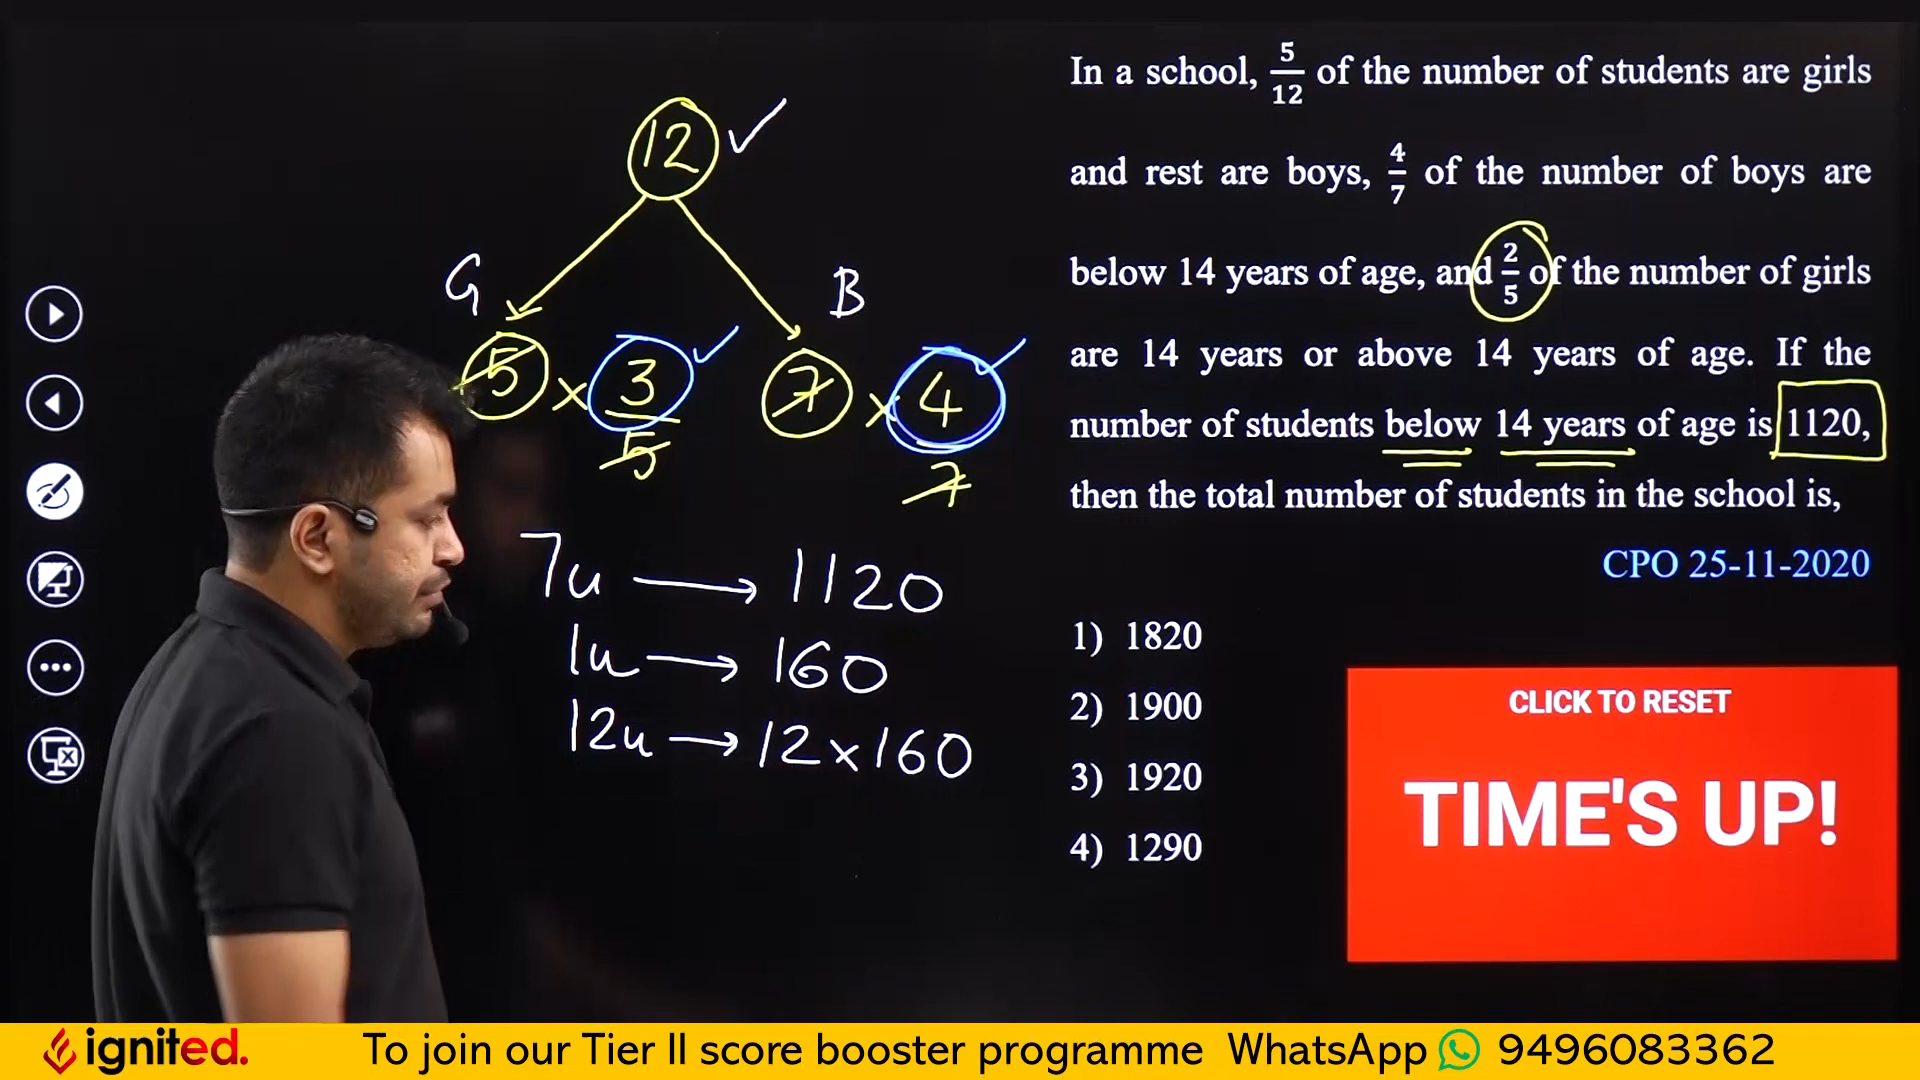 In a school, 5/12 of the number of students are girls
and rest are boys, 4/7 of the number of boys are
below 14 years of age, and 2/5 of the number of girls
are 14 years or above 14 years of age. If the
number of students below 14 years of age is 1120,
then the total number of students in the school is,
CPO 25-11-2020
1) 1820
2) 1900
3) 1920
4) 1290
12
G B
5 × 3/5 7 × 4/7
7u → 1120
1u → 160
12u → 12×160
CLICK TO RESET
TIME'S UP!
ignited. To join our Tier II score booster programme WhatsApp 9496083362